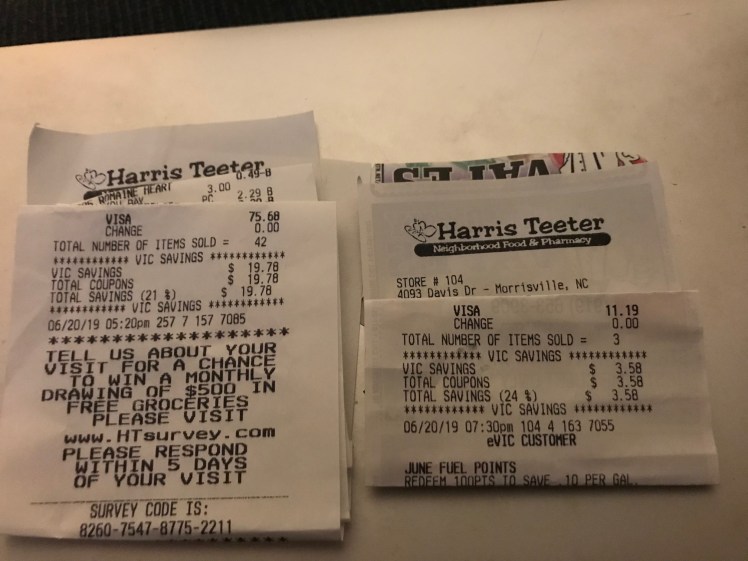 Harris Teeter
0.49-B
ROMAINE HEART
3.00
PC 2.29 B
VISA 75.68
CHANGE 0.00
TOTAL NUMBER OF ITEMS SOLD = 42
************ VIC SAVINGS ************
VIC SAVINGS $ 19.78
TOTAL COUPONS $ 19.78
TOTAL SAVINGS (21 %) $ 19.78
************ VIC SAVINGS ************
06/20/19 05:20pm 257 7 157 7085
********************
TELL US ABOUT YOUR
VISIT FOR A CHANCE
TO WIN A MONTHLY
DRAWING OF $500 IN
FREE GROCERIES
PLEASE VISIT
www.HTsurvey.com
PLEASE RESPOND
WITHIN 5 DAYS
OF YOUR VISIT
SURVEY CODE IS:
8260-7547-8775-2211
Harris Teeter
Neighborhood Food & Pharmacy
STORE # 104
4093 Davis Dr - Morrisville, NC
VISA 11.19
CHANGE 0.00
TOTAL NUMBER OF ITEMS SOLD = 3
************ VIC SAVINGS ************
VIC SAVINGS $ 3.58
TOTAL COUPONS $ 3.58
TOTAL SAVINGS (24 %) $ 3.58
************ VIC SAVINGS ************
06/20/19 07:30pm 104 4 163 7055
eVIC CUSTOMER
JUNE FUEL POINTS
REDEEM 100PTS TO SAVE .10 PER GAL.